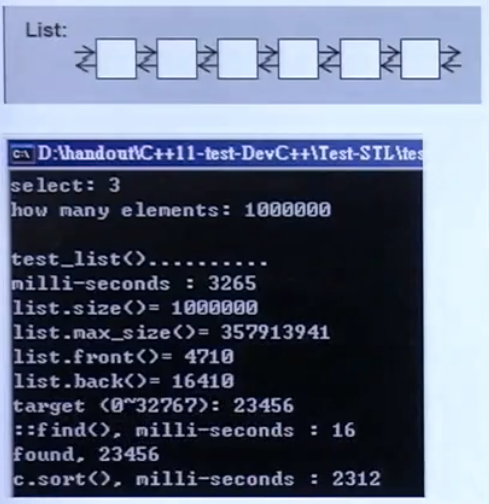 List:
D:\handout\C++11-test-DevC++\Test-STL\tes
select: 3
how many elements: 1000000
test_list()..........
milli-seconds : 3265
list.size()= 1000000
list.max_size()= 357913941
list.front()= 4710
list.back()= 16410
target (0~32767): 23456
::find(), milli-seconds : 16
found, 23456
c.sort(), milli-seconds : 2312